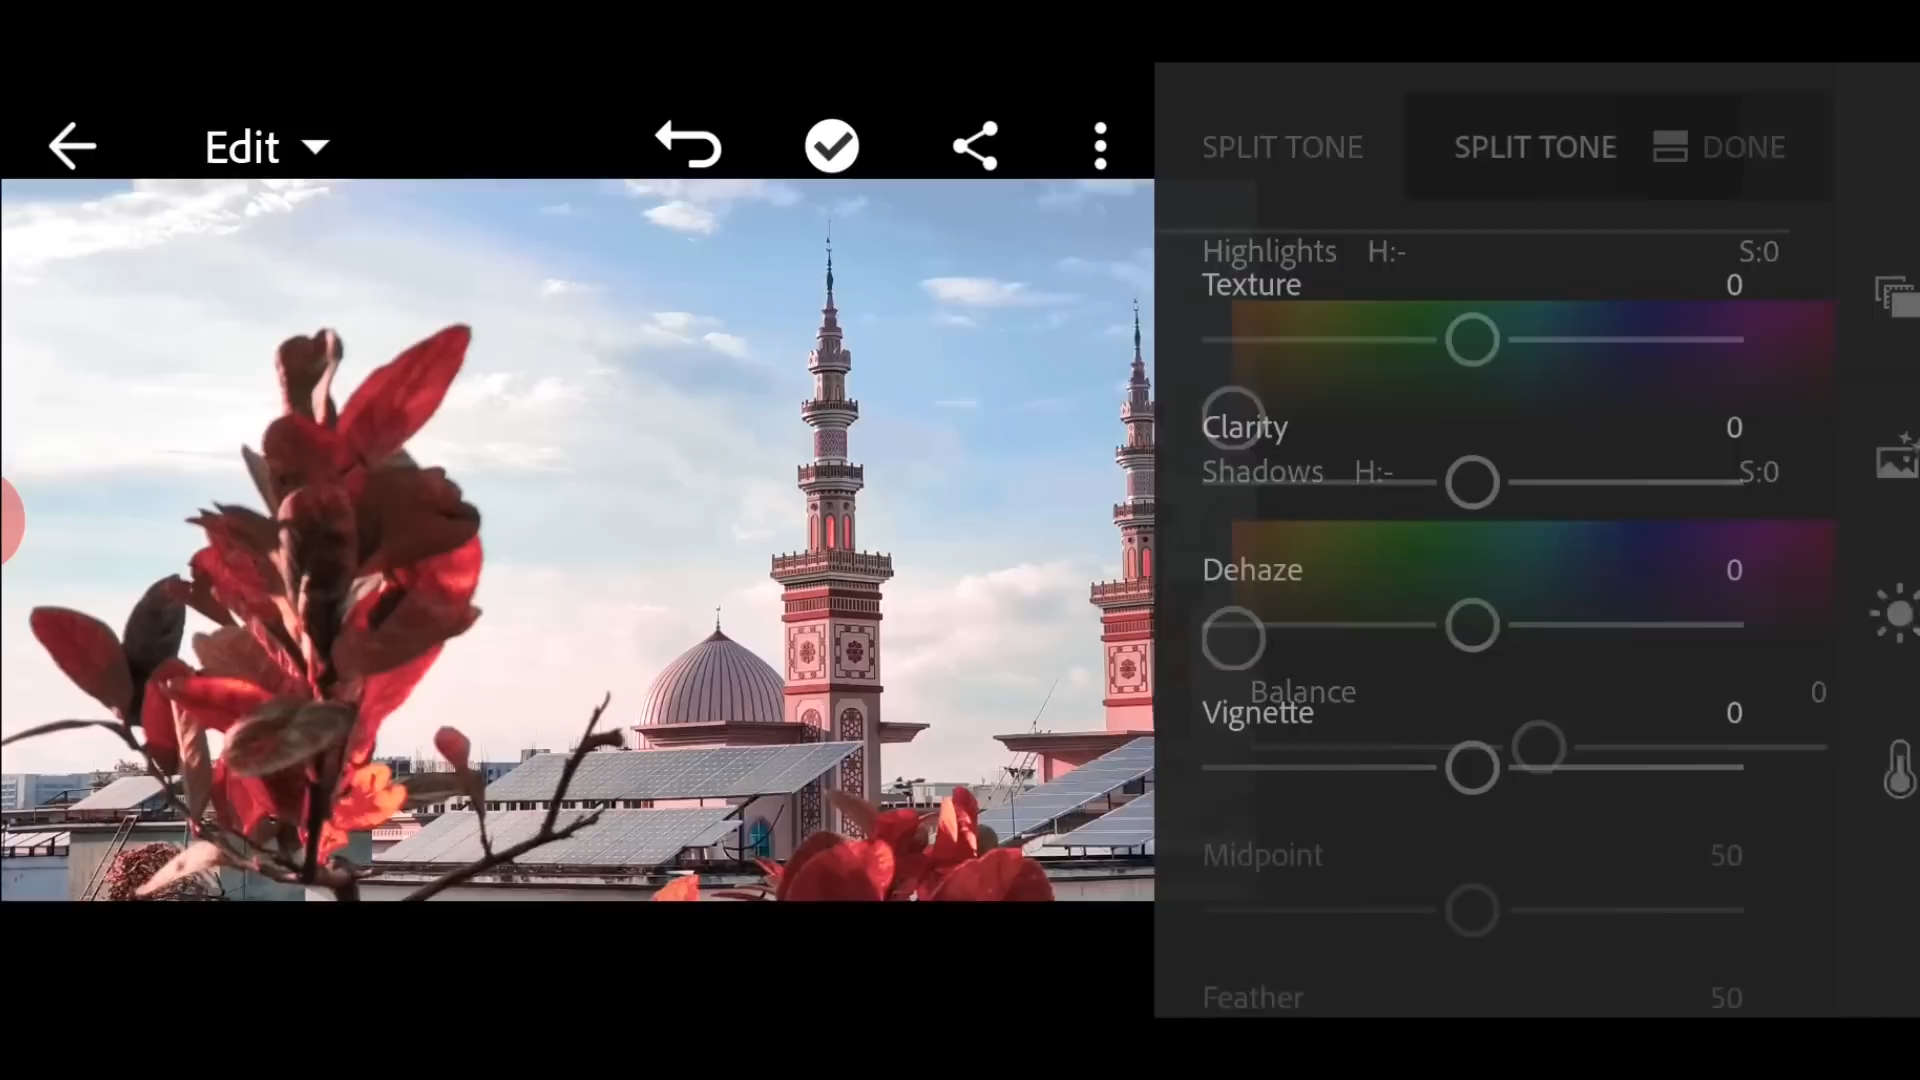 Edit
SPLIT TONE
SPLIT TONE
DONE
Highlights H:- S:0
Texture 0
Clarity 0
Shadows H:- S:0
Dehaze 0
Balance 0
Vignette 0
Midpoint 50
Feather 50